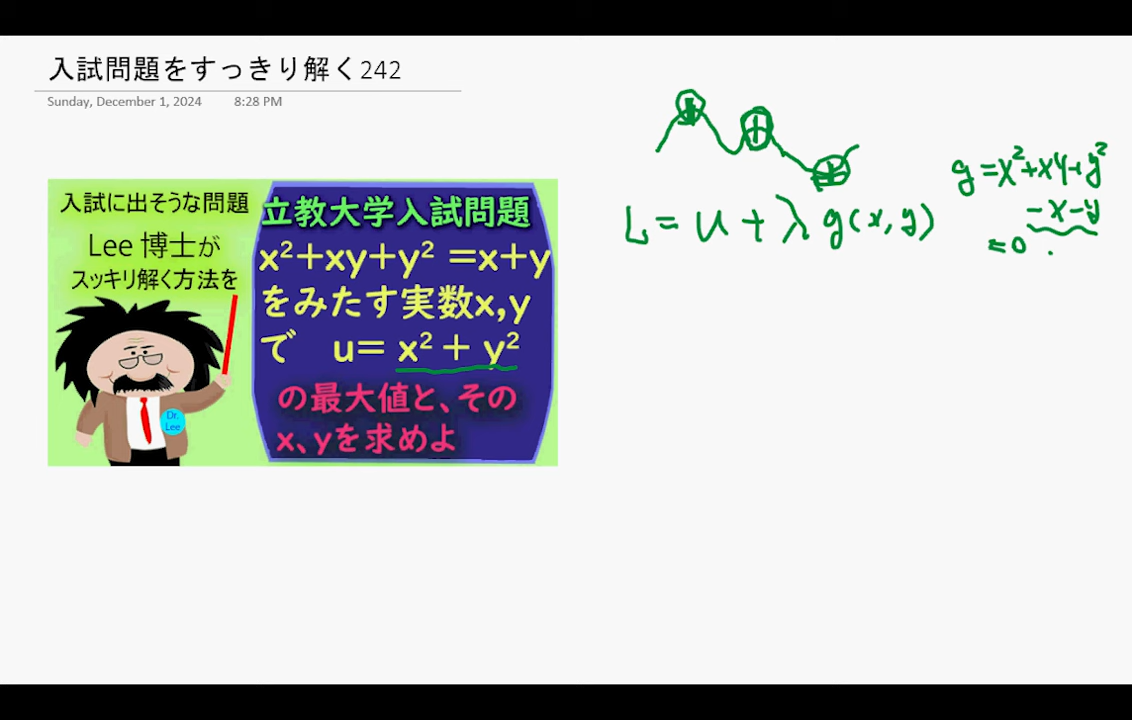 入試問題をすっきり解く242
Sunday, December 1, 2024 8:28 PM
入試に出そうな問題
Lee 博士が
スッキリ解く方法を
Dr.
Lee
立教大学入試問題
x²+xy+y² =x+y
をみたす実数x,y
で u= x² + y²
の最大値と、その
x、yを求めよ
L = u + λ g(x, y)
g = x²+xy+y²
-x-y
=0